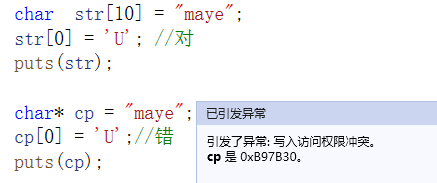 char  str[10] = "maye";
str[0] = 'U'; //对
puts(str);
char* cp = "maye";
cp[0] = 'U';//错
puts(cp);
已引发异常
引发了异常: 写入访问权限冲突。
cp 是 0xB97B30。